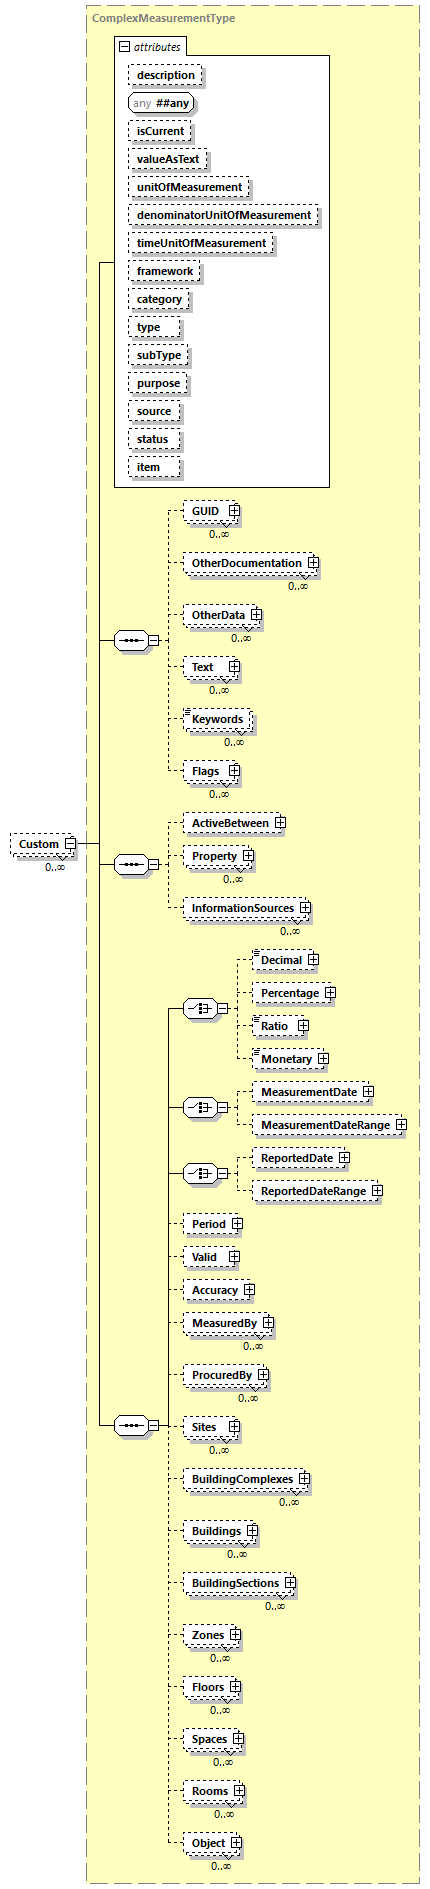 ComplexMeasurementType
attributes
description
any ##any
isCurrent
valueAsText
unitOfMeasurement
denominatorUnitOfMeasurement
timeUnitOfMeasurement
framework
category
type
subType
purpose
source
status
item
GUID
0..∞
OtherDocumentation
0..∞
OtherData
0..∞
Text
0..∞
Keywords
0..∞
Flags
0..∞
Custom
0..∞
ActiveBetween
Property
0..∞
InformationSources
0..∞
Decimal
Percentage
Ratio
Monetary
MeasurementDate
MeasurementDateRange
ReportedDate
ReportedDateRange
Period
Valid
Accuracy
MeasuredBy
0..∞
ProcuredBy
0..∞
Sites
0..∞
BuildingComplexes
0..∞
Buildings
0..∞
BuildingSections
0..∞
Zones
0..∞
Floors
0..∞
Spaces
0..∞
Rooms
0..∞
Object
0..∞